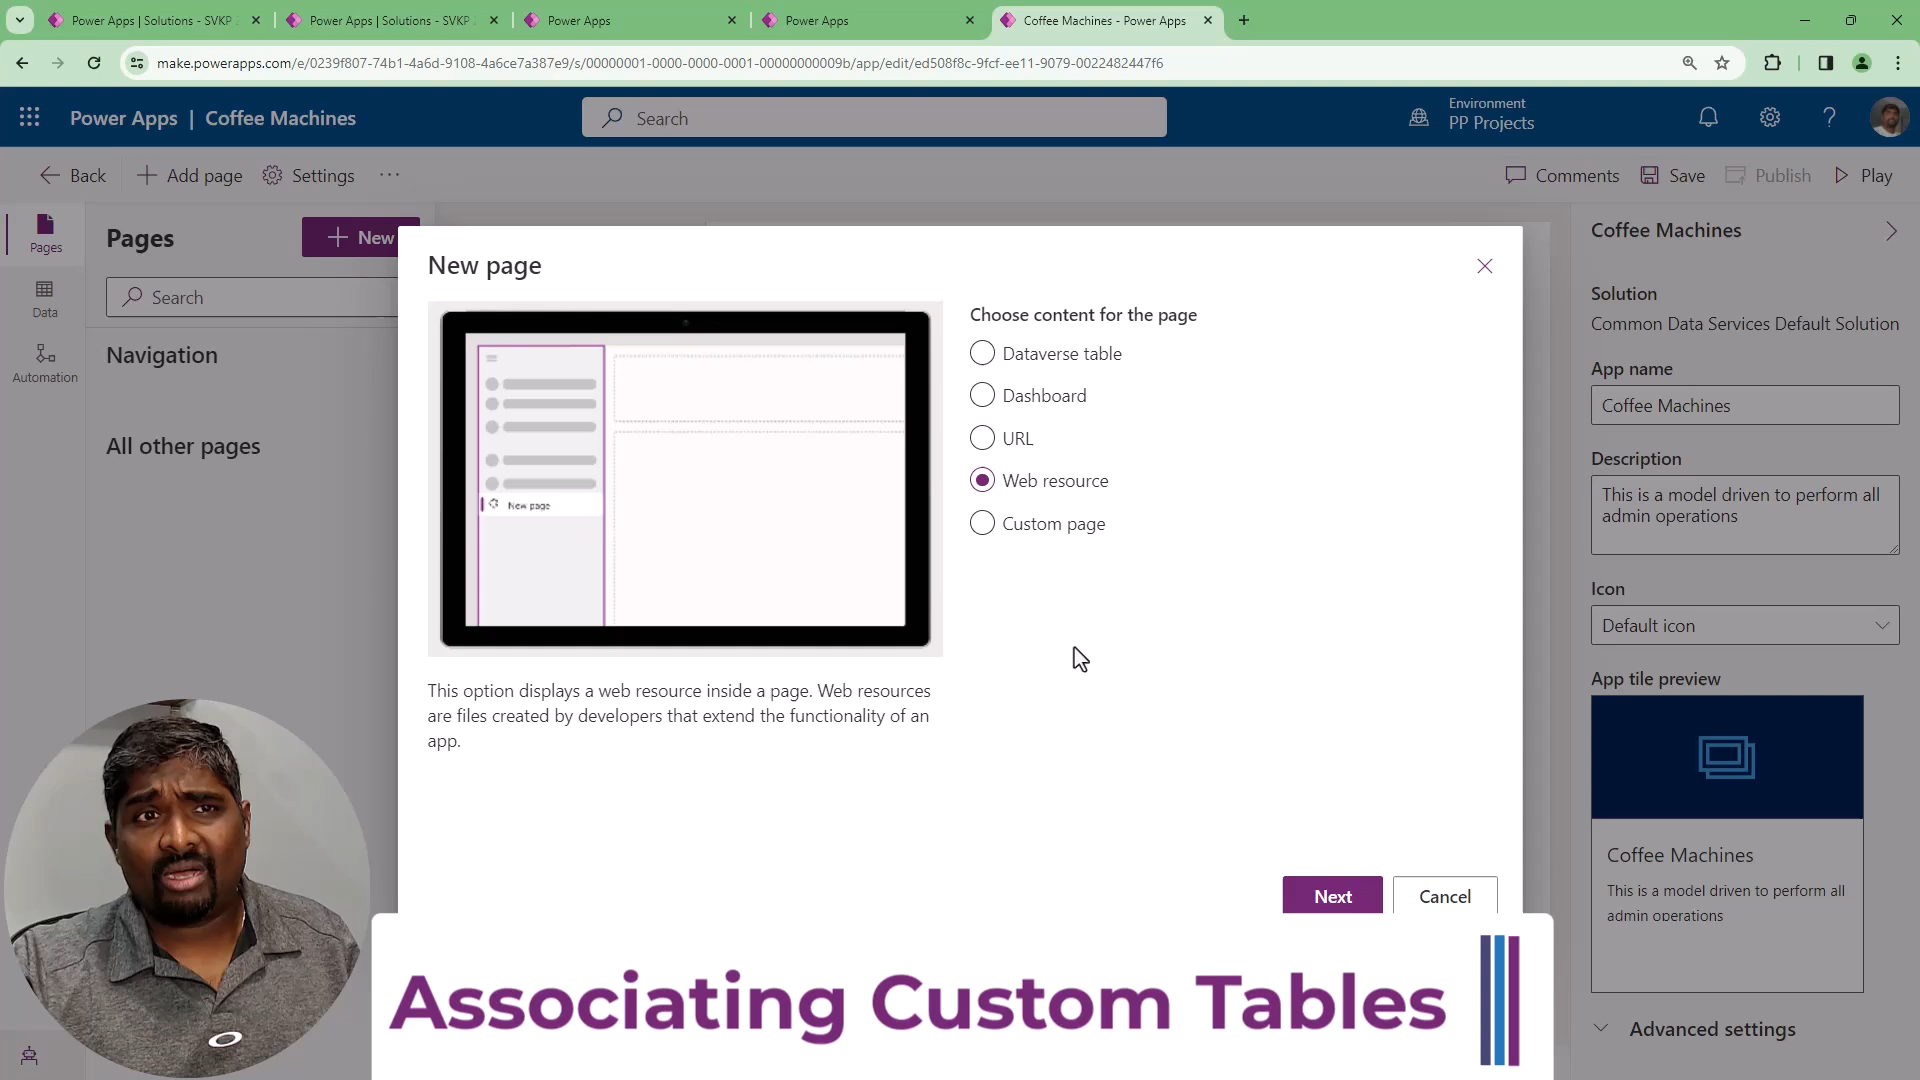 Power Apps | Solutions - SVKP
Power Apps | Solutions - SVKP
Power Apps
Power Apps
Coffee Machines - Power Apps
make.powerapps.com/e/0239f807-74b1-4a6d-9108-4a6ce7a387e9/s/00000001-0000-0000-0001-00000000009b/app/edit/ed508f8c-9fcf-ee11-9079-0022482447f6
Power Apps | Coffee Machines
Search
Environment
PP Projects
Back
Add page
Settings
Comments
Save
Publish
Play
Pages
Data
Automation
Pages
New
Search
Navigation
All other pages
New page
New page
This option displays a web resource inside a page. Web resources
are files created by developers that extend the functionality of an
app.
Choose content for the page
Dataverse table
Dashboard
URL
Web resource
Custom page
Next
Cancel
Coffee Machines
Solution
Common Data Services Default Solution
App name
Coffee Machines
Description
This is a model driven to perform all
admin operations
Icon
Default icon
App tile preview
Coffee Machines
This is a model driven to perform all
admin operations
Advanced settings
Associating Custom Tables